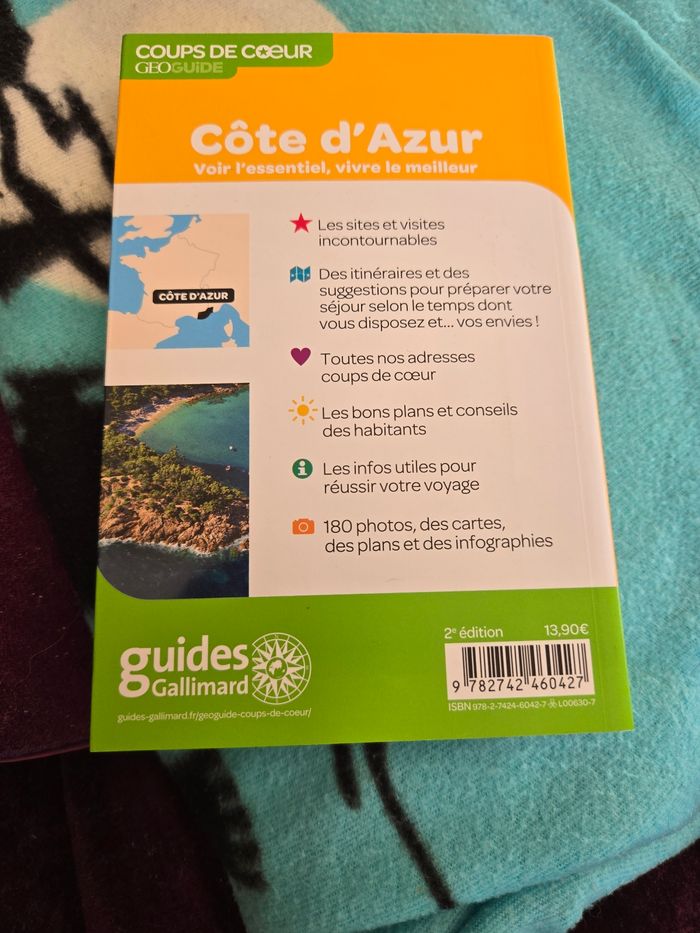 COUPS DE CŒUR
GEOGUIDE
Côte d'Azur
Voir l'essentiel, vivre le meilleur
CÔTE D'AZUR
Les sites et visites
incontournables
Des itinéraires et des
suggestions pour préparer votre
séjour selon le temps dont
vous disposez et... vos envies !
Toutes nos adresses
coups de cœur
Les bons plans et conseils
des habitants
Les infos utiles pour
réussir votre voyage
180 photos, des cartes,
des plans et des infographies
guides
Gallimard
guides-gallimard.fr/geoguide-coups-de-coeur/
2e édition 13,90€
9 782742 460427
ISBN 978-2-7424-6042-7 L00630-7